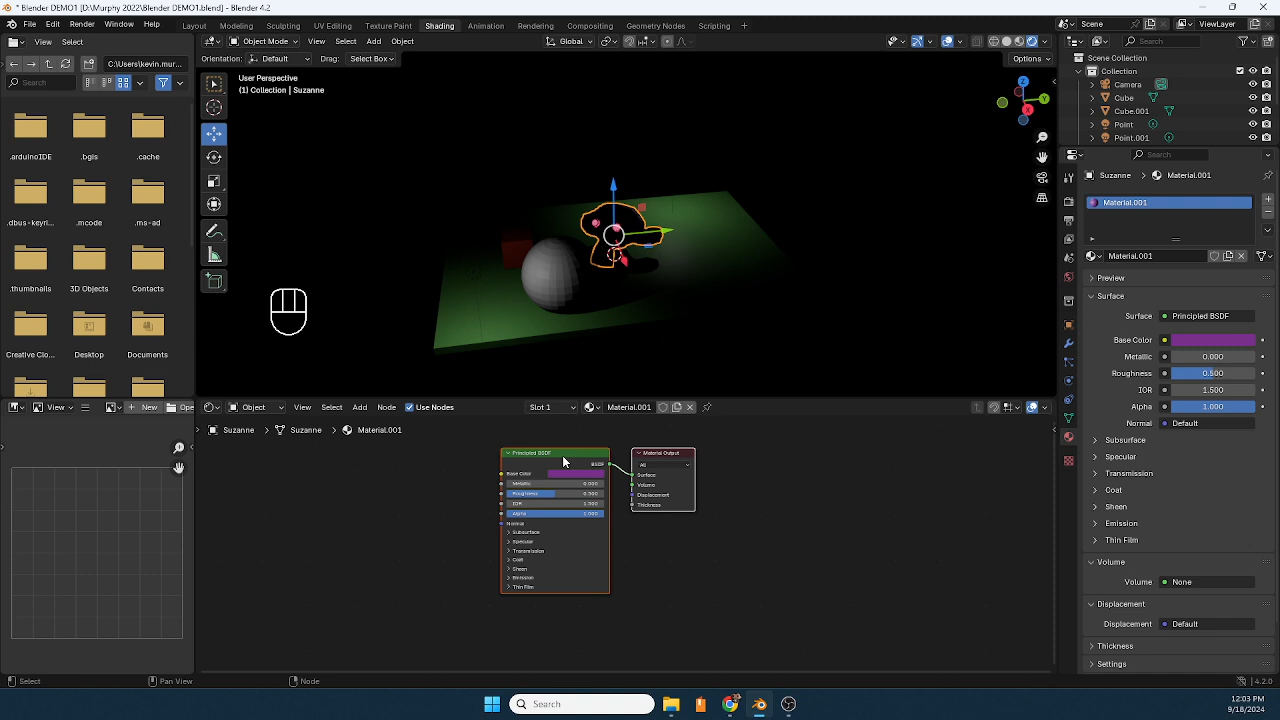 * Blender DEMO1 [D:\Murphy 2022\Blender DEMO1.blend] - Blender 4.2
File Edit Render Window Help Layout Modeling Sculpting UV Editing Texture Paint Shading Animation Rendering Compositing Geometry Nodes Scripting + Scene ViewLayer
View Select Object Mode View Select Add Object Global Search
C:\Users\kevin.mur... Orientation: Default Drag: Select Box Options
Search
User Perspective
(1) Collection | Suzanne
Scene Collection
Collection
Camera
Cube
Cube.001
Point
Point.001
.arduinoIDE .bgis .cache
.dbus-keyri... .mcode .ms-ad
.thumbnails 3D Objects Contacts
Creative Clo... Desktop Documents
Z
Y
X
Search
Suzanne > Material.001
Material.001
Material.001
Preview
Surface
Surface Principled BSDF
Base Color
Metallic 0.000
Roughness 0.500
IOR 1.500
Alpha 1.000
Normal Default
Subsurface
Specular
Transmission
Coat
Sheen
Emission
Thin Film
Volume
Volume None
Displacement
Displacement Default
Thickness
Settings
View New Ope
Object View Select Add Node Use Nodes Slot 1 Material.001
Suzanne > Suzanne > Material.001
Principled BSDF
BSDF
Base Color
Metallic 0.000
Roughness 0.500
IOR 1.500
Alpha 1.000
Normal
Subsurface
Specular
Transmission
Coat
Sheen
Emission
Thin Film
Material Output
All
Surface
Volume
Displacement
Thickness
Select Pan View Node 4.2.0
Search
12:03 PM
9/18/2024